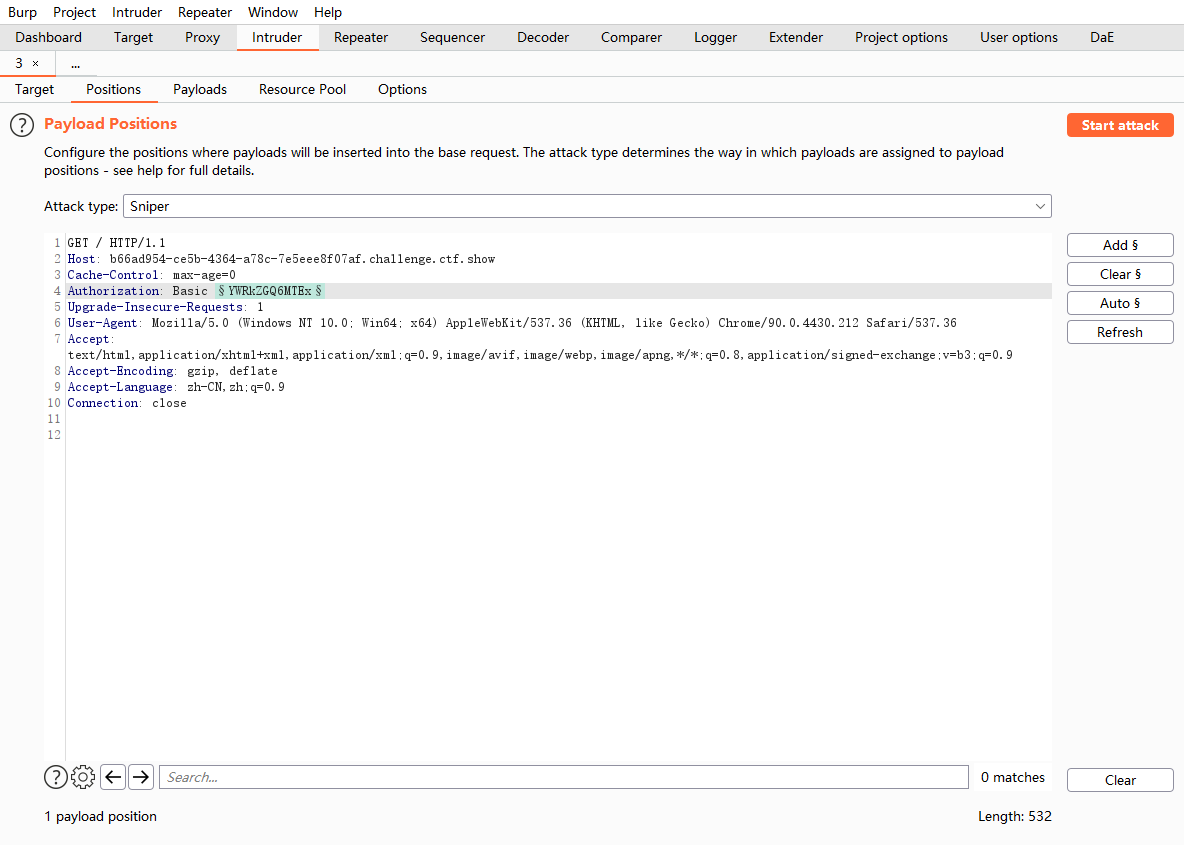 Burp Project Intruder Repeater Window Help
Dashboard Target Proxy Intruder Repeater Sequencer Decoder Comparer Logger Extender Project options User options DaE
3 × ...
Target Positions Payloads Resource Pool Options
? Payload Positions Start attack
Configure the positions where payloads will be inserted into the base request. The attack type determines the way in which payloads are assigned to payload
positions - see help for full details.
Attack type: Sniper
1 GET / HTTP/1.1
2 Host: b66ad954-ce5b-4364-a78c-7e5eee8f07af.challenge.ctf.show
3 Cache-Control: max-age=0
4 Authorization: Basic §YWRkZGQ6MTEx§
5 Upgrade-Insecure-Requests: 1
6 User-Agent: Mozilla/5.0 (Windows NT 10.0; Win64; x64) AppleWebKit/537.36 (KHTML, like Gecko) Chrome/90.0.4430.212 Safari/537.36
7 Accept:
text/html,application/xhtml+xml,application/xml;q=0.9,image/avif,image/webp,image/apng,*/*;q=0.8,application/signed-exchange;v=b3;q=0.9
8 Accept-Encoding: gzip, deflate
9 Accept-Language: zh-CN,zh;q=0.9
10 Connection: close
11
12
Add §
Clear §
Auto §
Refresh
? Search... 0 matches Clear
1 payload position Length: 532